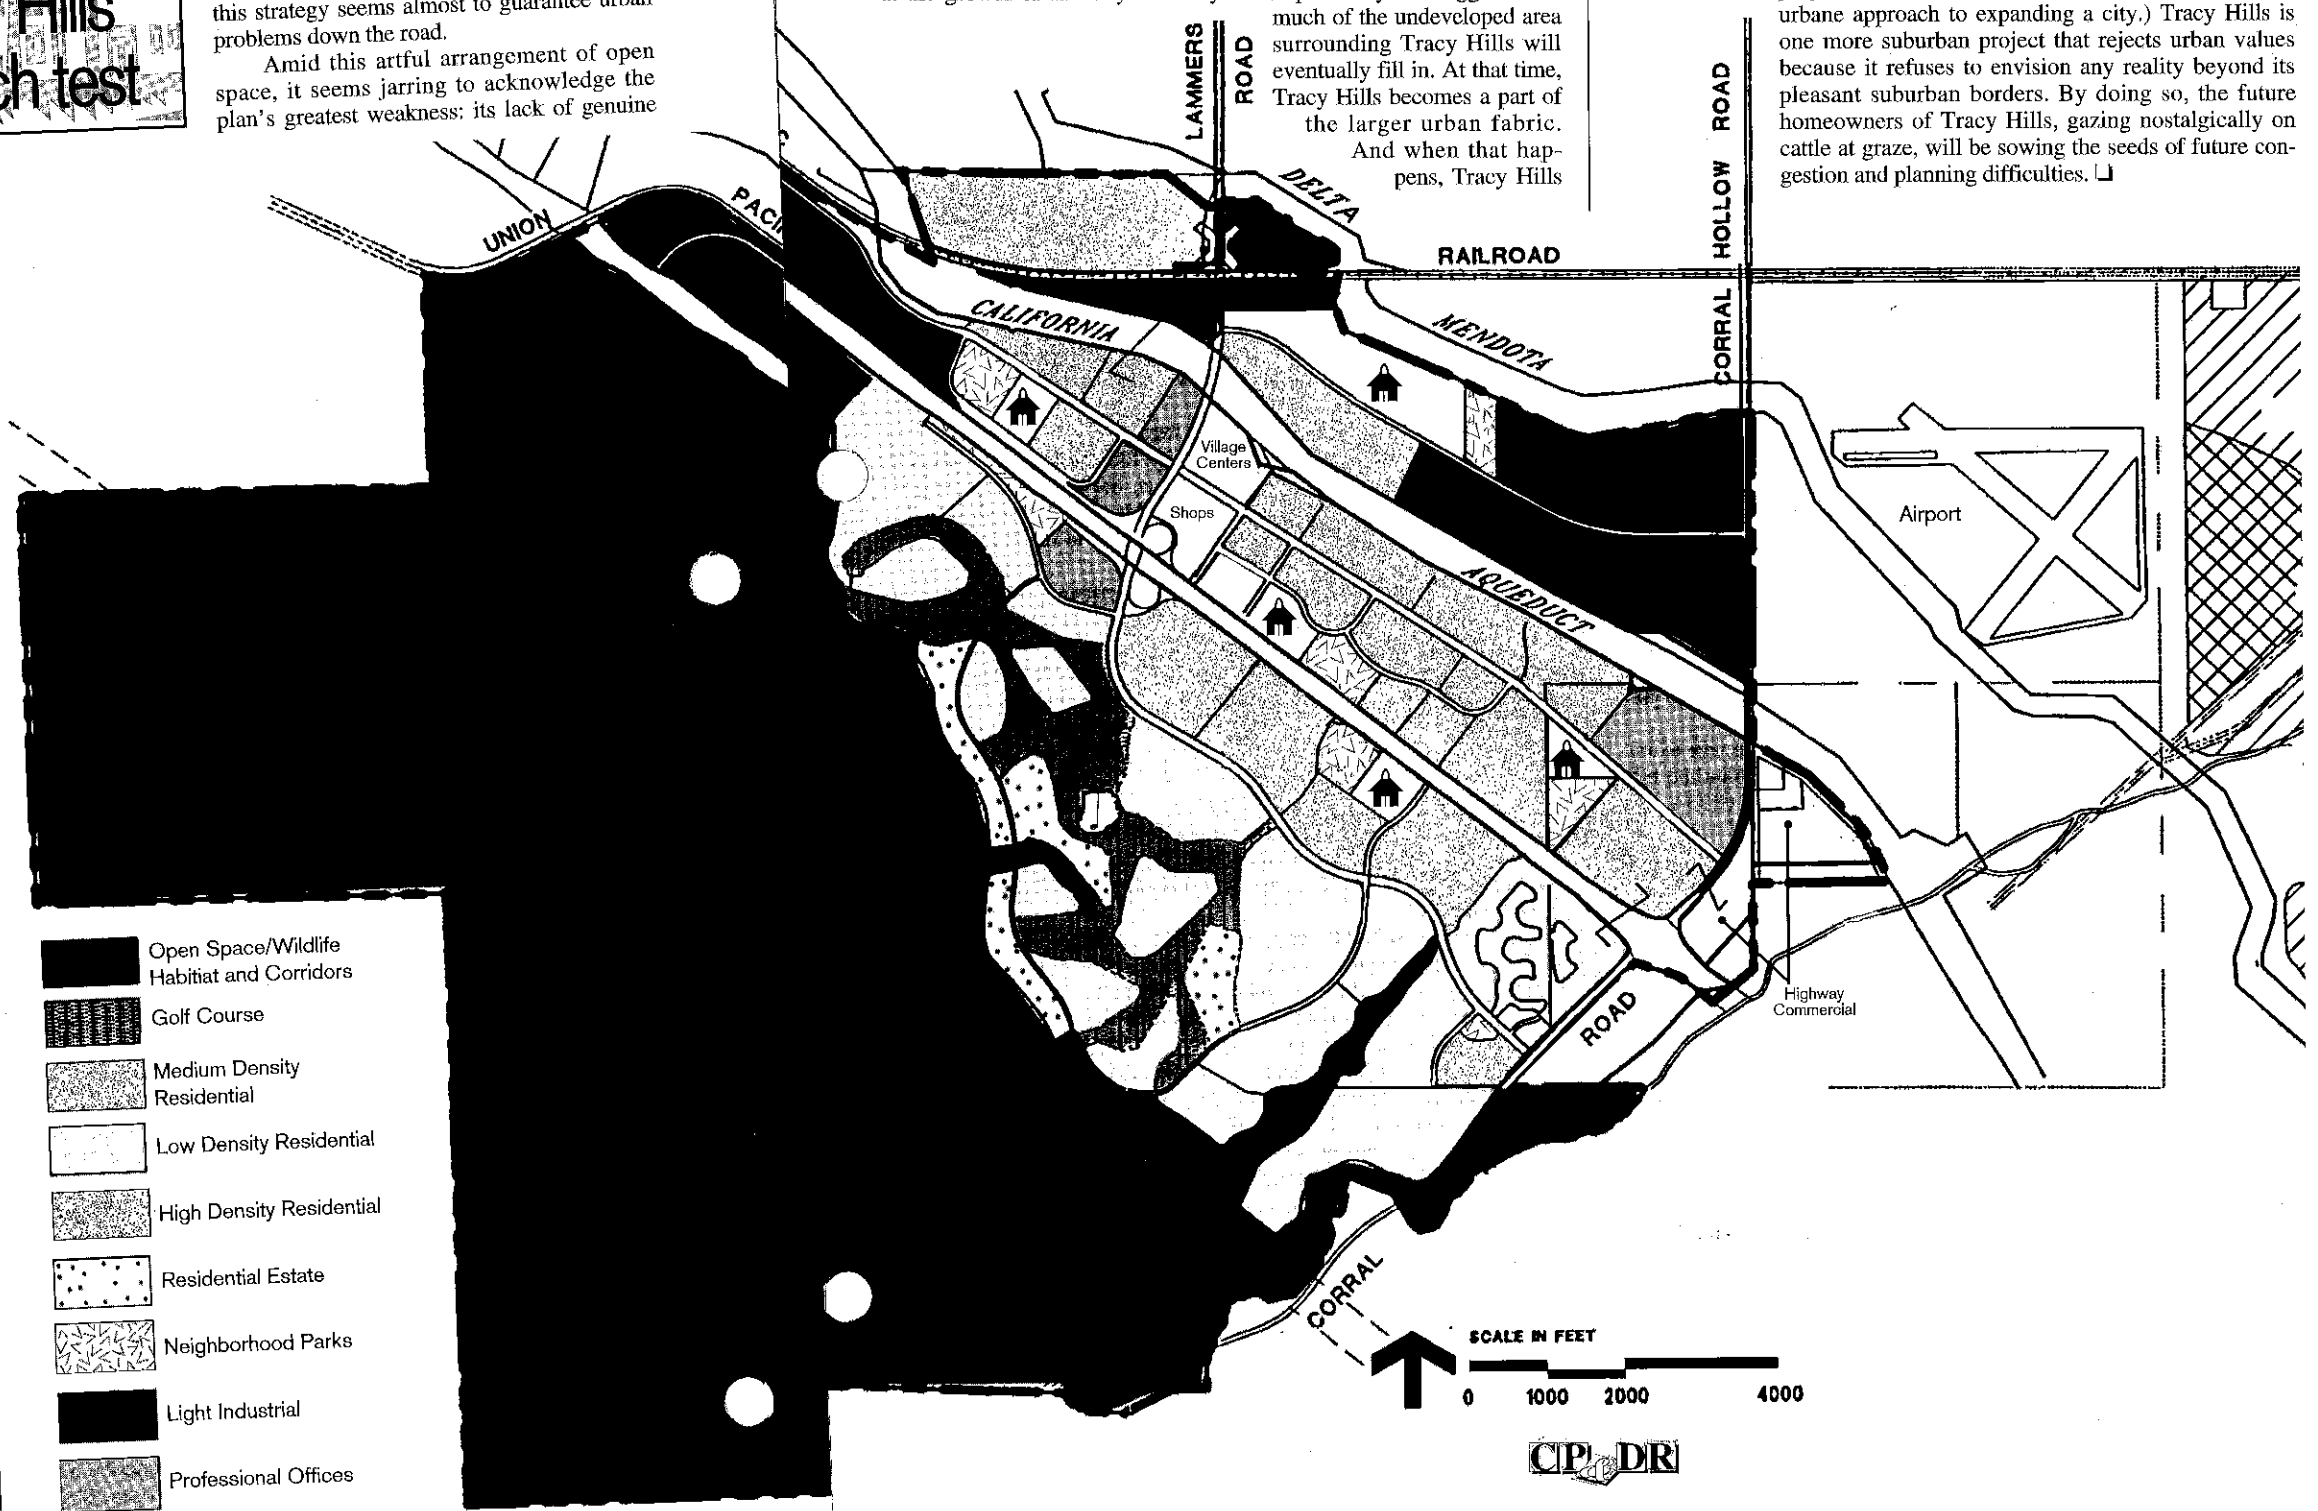 Hills
ch test
this strategy seems almost to guarantee urban
problems down the road.
Amid this artful arrangement of open
space, it seems jarring to acknowledge the
plan's greatest weakness: its lack of genuine
much of the undeveloped area
surrounding Tracy Hills will
eventually fill in. At that time,
Tracy Hills becomes a part of
the larger urban fabric.
And when that hap-
pens, Tracy Hills
urbane approach to expanding a city.) Tracy Hills is
one more suburban project that rejects urban values
because it refuses to envision any reality beyond its
pleasant suburban borders. By doing so, the future
homeowners of Tracy Hills, gazing nostalgically on
cattle at graze, will be sowing the seeds of future con-
gestion and planning difficulties. ❑
LAMMERS
ROAD
CORRAL HOLLOW ROAD
UNION
PACI
DELTA
RAILROAD
CALIFORNIA
MENDOTA
Village
Centers
Shops
Airport
AQUEDUCT
Highway
Commercial
ROAD
CORRAL
Open Space/Wildlife
Habitiat and Corridors
Golf Course
Medium Density
Residential
Low Density Residential
High Density Residential
Residential Estate
Neighborhood Parks
Light Industrial
Professional Offices
SCALE IN FEET
0 1000 2000 4000
CP&DR